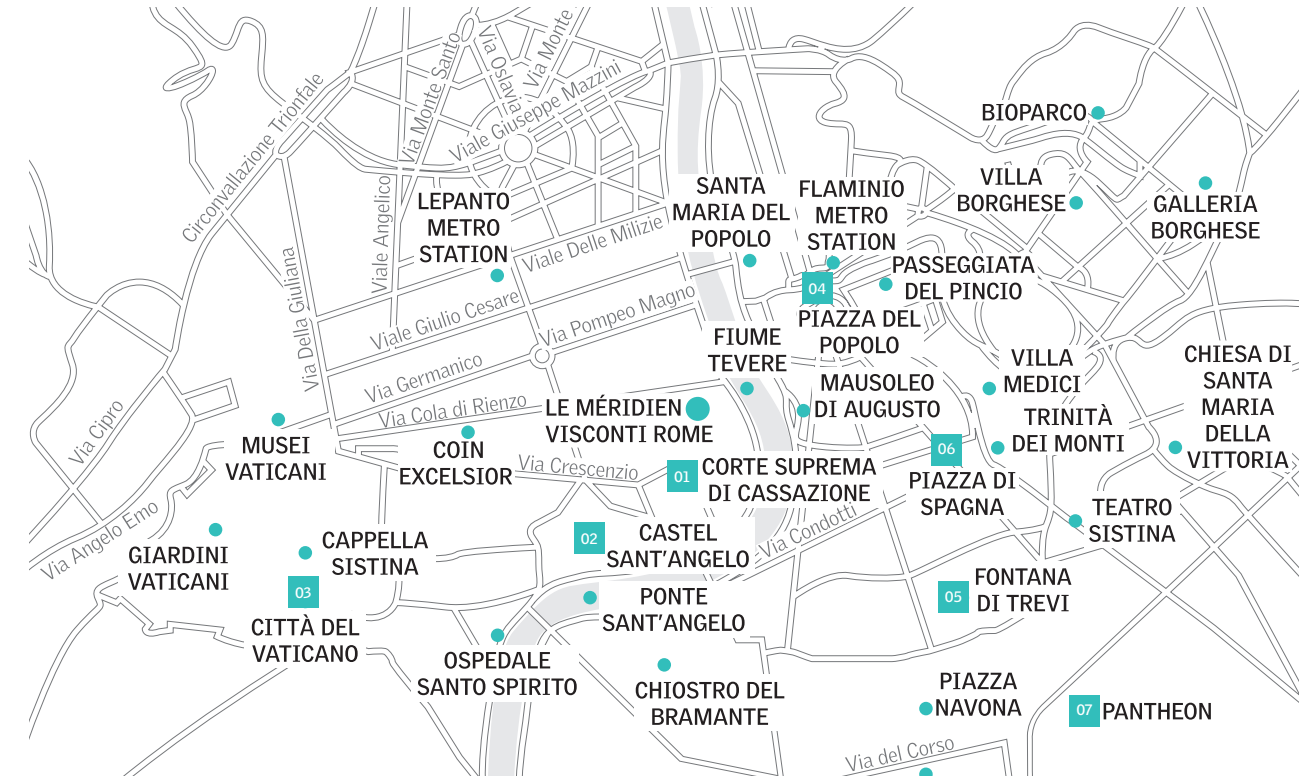 Via Monte Santo
Via Oslavia
Via Monte
Viale Giuseppe Mazzini
Circonvallazione Trionfale
BIOPARCO
Viale Angelico
LEPANTO
METRO
STATION
SANTA
MARIA DEL
POPOLO
FLAMINIO
METRO
STATION
VILLA
BORGHESE
GALLERIA
BORGHESE
Viale Delle Milizie
Via Della Giuliana
PASSEGGIATA
DEL PINCIO
04
PIAZZA DEL
POPOLO
Viale Giulio Cesare
Via Pompeo Magno
FIUME
TEVERE
VILLA
MEDICI
CHIESA DI
SANTA
MARIA
DELLA
VITTORIA
Via Germanico
MAUSOLEO
DI AUGUSTO
Via Cola di Rienzo
LE MÉRIDIEN
VISCONTI ROME
TRINITÀ
DEI MONTI
Via Cipro
MUSEI
VATICANI
COIN
EXCELSIOR
Via Crescenzio
01
CORTE SUPREMA
DI CASSAZIONE
06
PIAZZA DI
SPAGNA
TEATRO
SISTINA
Via Angelo Emo
GIARDINI
VATICANI
CAPPELLA
SISTINA
02
CASTEL
SANT'ANGELO
Via Condotti
03
CITTÀ DEL
VATICANO
PONTE
SANT'ANGELO
05
FONTANA
DI TREVI
OSPEDALE
SANTO SPIRITO
CHIOSTRO DEL
BRAMANTE
PIAZZA
NAVONA
07
PANTHEON
Via del Corso